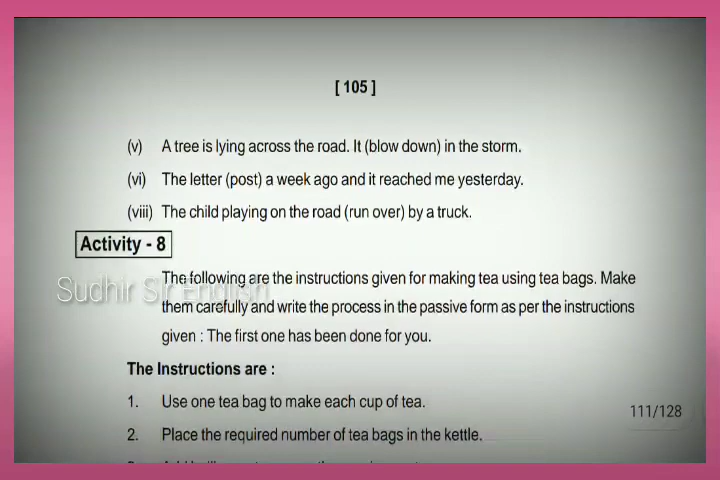 [ 105 ]
(v) A tree is lying across the road. It (blow down) in the storm.
(vi) The letter (post) a week ago and it reached me yesterday.
(viii) The child playing on the road (run over) by a truck.
Activity - 8
The following are the instructions given for making tea using tea bags. Make
Sudhir Sir English
them carefully and write the process in the passive form as per the instructions
given : The first one has been done for you.
The Instructions are :
1. Use one tea bag to make each cup of tea.
111/128
2. Place the required number of tea bags in the kettle.